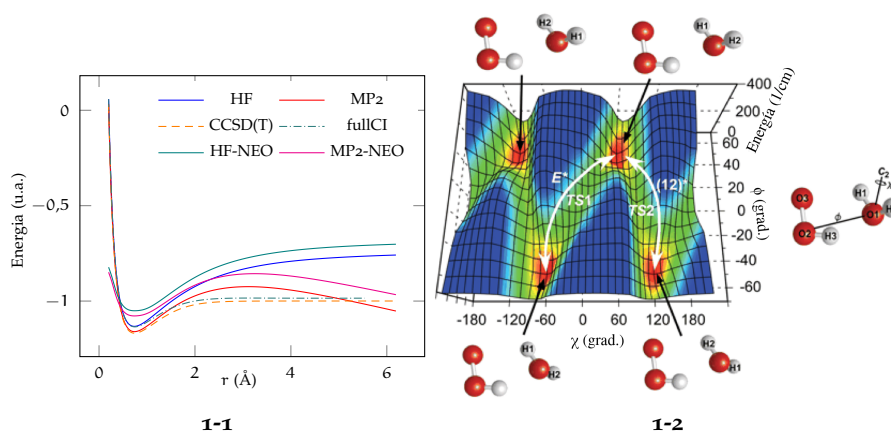 HF
MP2
CCSD(T)
fullCI
HF-NEO
MP2-NEO
Energia (u.a.)
0
−0,5
−1
0
2
4
6
r (Å)
1-1
H2
H1
H1
H2
400
200
0
Energía (1/cm)
60
40
20
0
-20
-40
-60
ϕ (grad.)
E*
TS1
(12)*
TS2
-180
-120
-60
0
60
120
180
χ (grad.)
H1
H2
H2
H1
C2
χ
H1
O3
ϕ
O1
O2
H3
1-2